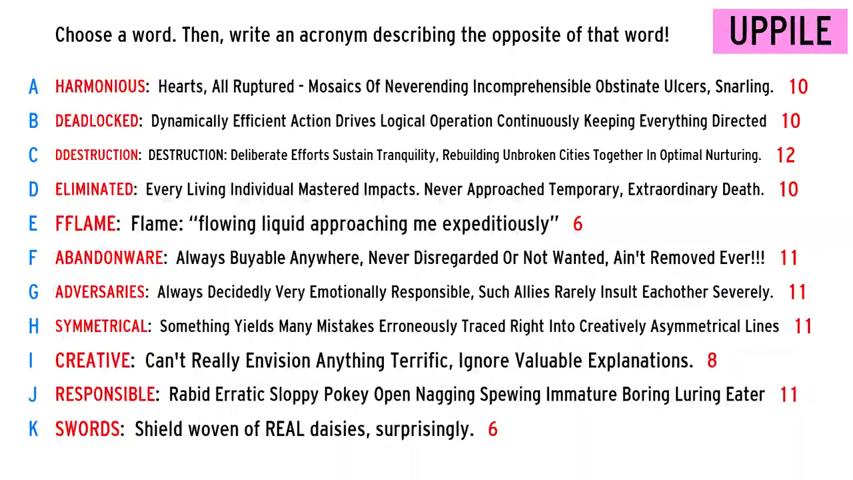 Choose a word. Then, write an acronym describing the opposite of that word!
UPPILE
A HARMONIOUS: Hearts, All Ruptured - Mosaics Of Neverending Incomprehensible Obstinate Ulcers, Snarling. 10
B DEADLOCKED: Dynamically Efficient Action Drives Logical Operation Continuously Keeping Everything Directed 10
C DDESTRUCTION: DESTRUCTION: Deliberate Efforts Sustain Tranquility, Rebuilding Unbroken Cities Together In Optimal Nurturing. 12
D ELIMINATED: Every Living Individual Mastered Impacts. Never Approached Temporary, Extraordinary Death. 10
E FFLAME: Flame: “flowing liquid approaching me expeditiously” 6
F ABANDONWARE: Always Buyable Anywhere, Never Disregarded Or Not Wanted, Ain't Removed Ever!!! 11
G ADVERSARIES: Always Decidedly Very Emotionally Responsible, Such Allies Rarely Insult Eachother Severely. 11
H SYMMETRICAL: Something Yields Many Mistakes Erroneously Traced Right Into Creatively Asymmetrical Lines 11
I CREATIVE: Can't Really Envision Anything Terrific, Ignore Valuable Explanations. 8
J RESPONSIBLE: Rabid Erratic Sloppy Pokey Open Nagging Spewing Immature Boring Luring Eater 11
K SWORDS: Shield woven of REAL daisies, surprisingly. 6